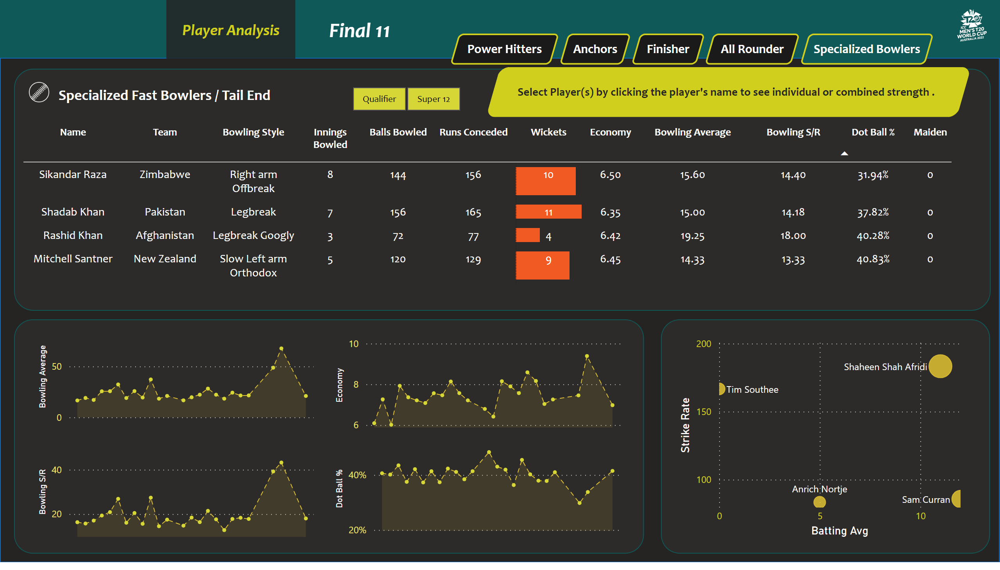 Player Analysis
Final 11
Power Hitters
Anchors
Finisher
All Rounder
Specialized Bowlers
ICC
MEN'S T20
WORLD CUP
AUSTRALIA 2022
Specialized Fast Bowlers / Tail End
Qualifier
Super 12
Select Player(s) by clicking the player's name to see individual or combined strength .
Name Team Bowling Style Innings Bowled Balls Bowled Runs Conceded Wickets Economy Bowling Average Bowling S/R Dot Ball % Maiden
Sikandar Raza Zimbabwe Right arm Offbreak 8 144 156 10 6.50 15.60 14.40 31.94% 0
Shadab Khan Pakistan Legbreak 7 156 165 11 6.35 15.00 14.18 37.82% 0
Rashid Khan Afghanistan Legbreak Googly 3 72 77 4 6.42 19.25 18.00 40.28% 0
Mitchell Santner New Zealand Slow Left arm Orthodox 5 120 129 9 6.45 14.33 13.33 40.83% 0
Bowling Average
50
0
Economy
10
8
6
Bowling S/R
40
20
Dot Ball %
40%
20%
Strike Rate
200
150
100
Shaheen Shah Afridi
Tim Southee
Anrich Nortje
Sam Curran
0
5
10
Batting Avg